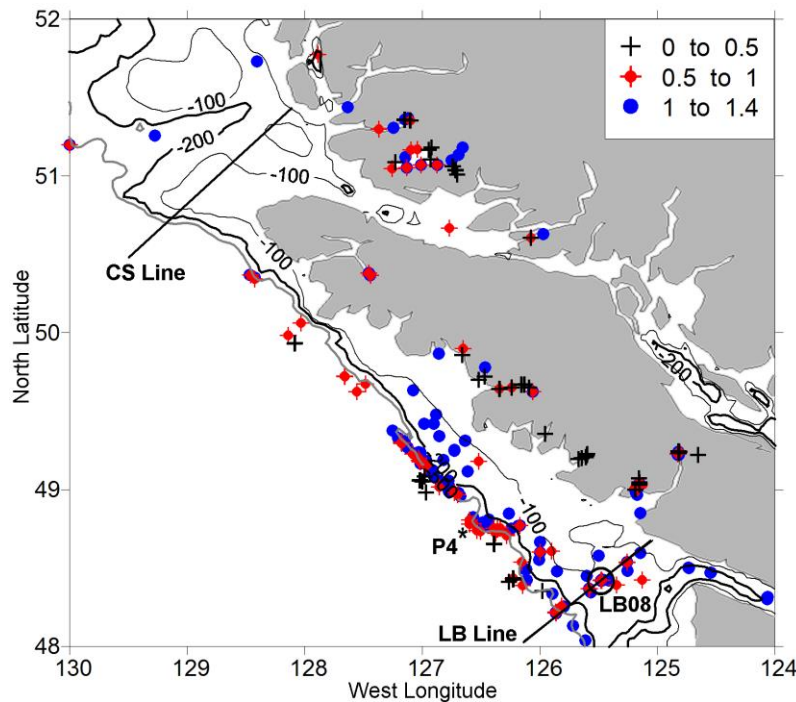 52
0 to 0.5
0.5 to 1
1 to 1.4
-100
-200
51
-100
CS Line
-100
North Latitude
50
-200
-200
49
-100
P4 *
LB08
LB Line
48
130
129
128
127
126
125
124
West Longitude